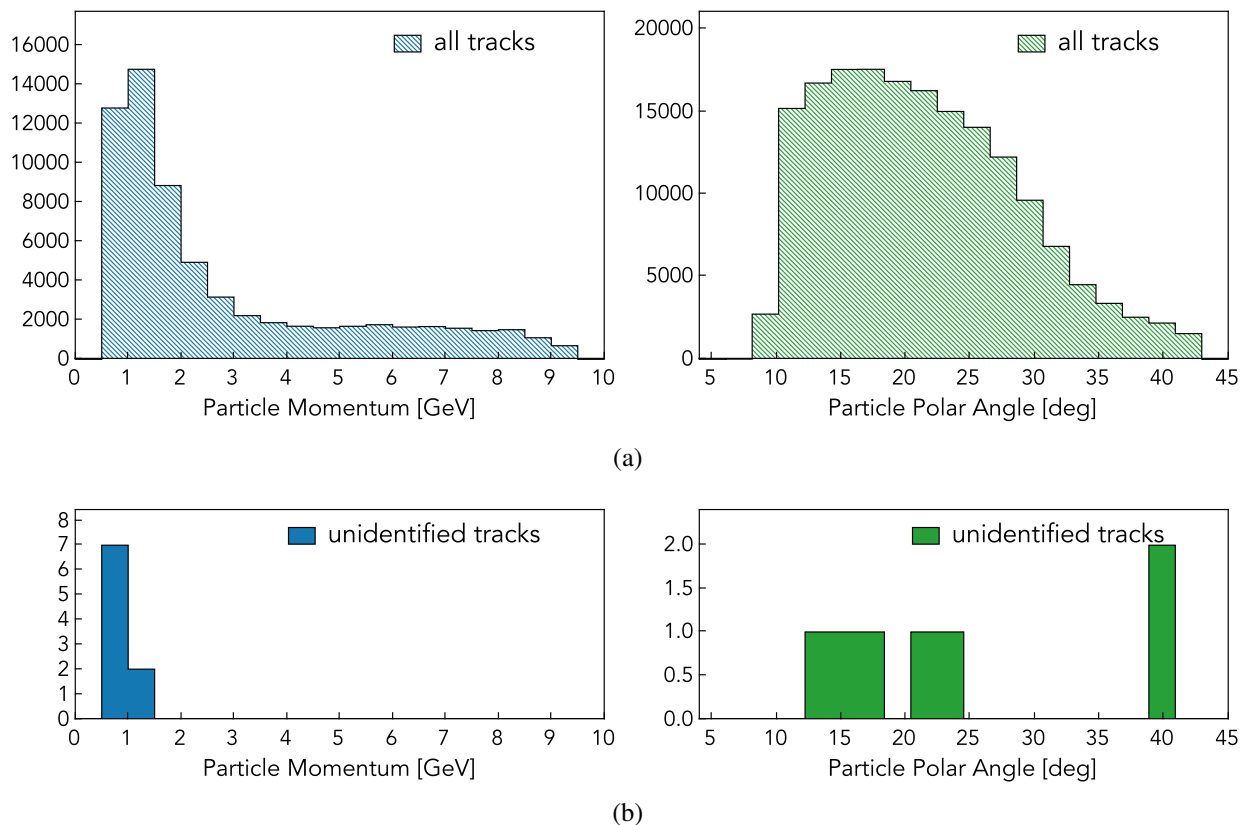 16000
14000
12000
10000
8000
6000
4000
2000
0
all tracks
0 1 2 3 4 5 6 7 8 9 10
Particle Momentum [GeV]
20000
15000
10000
5000
0
all tracks
5 10 15 20 25 30 35 40 45
Particle Polar Angle [deg]
(a)
8
7
6
5
4
3
2
1
0
unidentified tracks
0 1 2 3 4 5 6 7 8 9 10
Particle Momentum [GeV]
2.0
1.5
1.0
0.5
0.0
unidentified tracks
5 10 15 20 25 30 35 40 45
Particle Polar Angle [deg]
(b)